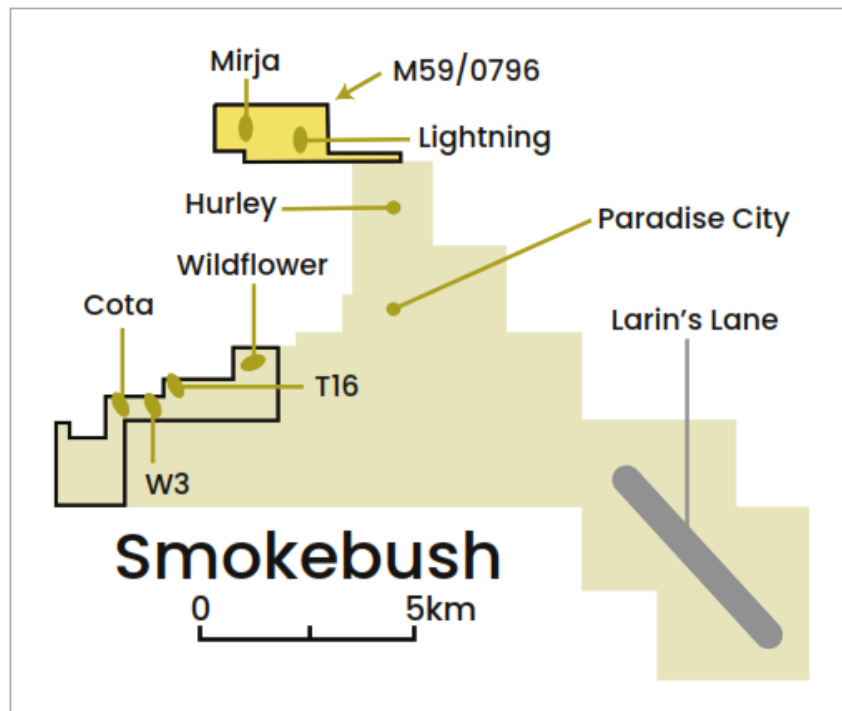 Mirja
M59/0796
Lightning
Hurley
Paradise City
Wildflower
Cota
Larin's Lane
T16
W3
Smokebush
0 5km